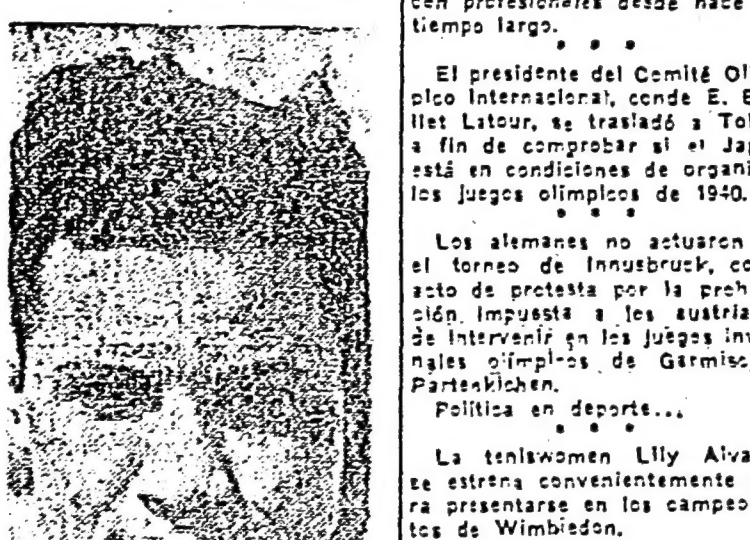 cen profesionales desde hace
tiempo largo.
* * *
El presidente del Comité Olí
pico Internacional, conde E. B
llet Latour, se trasladó a Tok
a fin de comprobar si el Jap
está en condiciones de organi
los juegos olímpicos de 1940.
* * *
Los alemanes no actuaron
el torneo de Innusbruck, co
acto de protesta por la proh
ción impuesta a los austria
de intervenir en los juegos inv
nales olímpicos de Garmisc
Partenkichen.
Política en deporte...
* * *
La teniswomen Lily Alva
se estrena convenientemente
ra presentarse en los campeo
tos de Wimbledon.